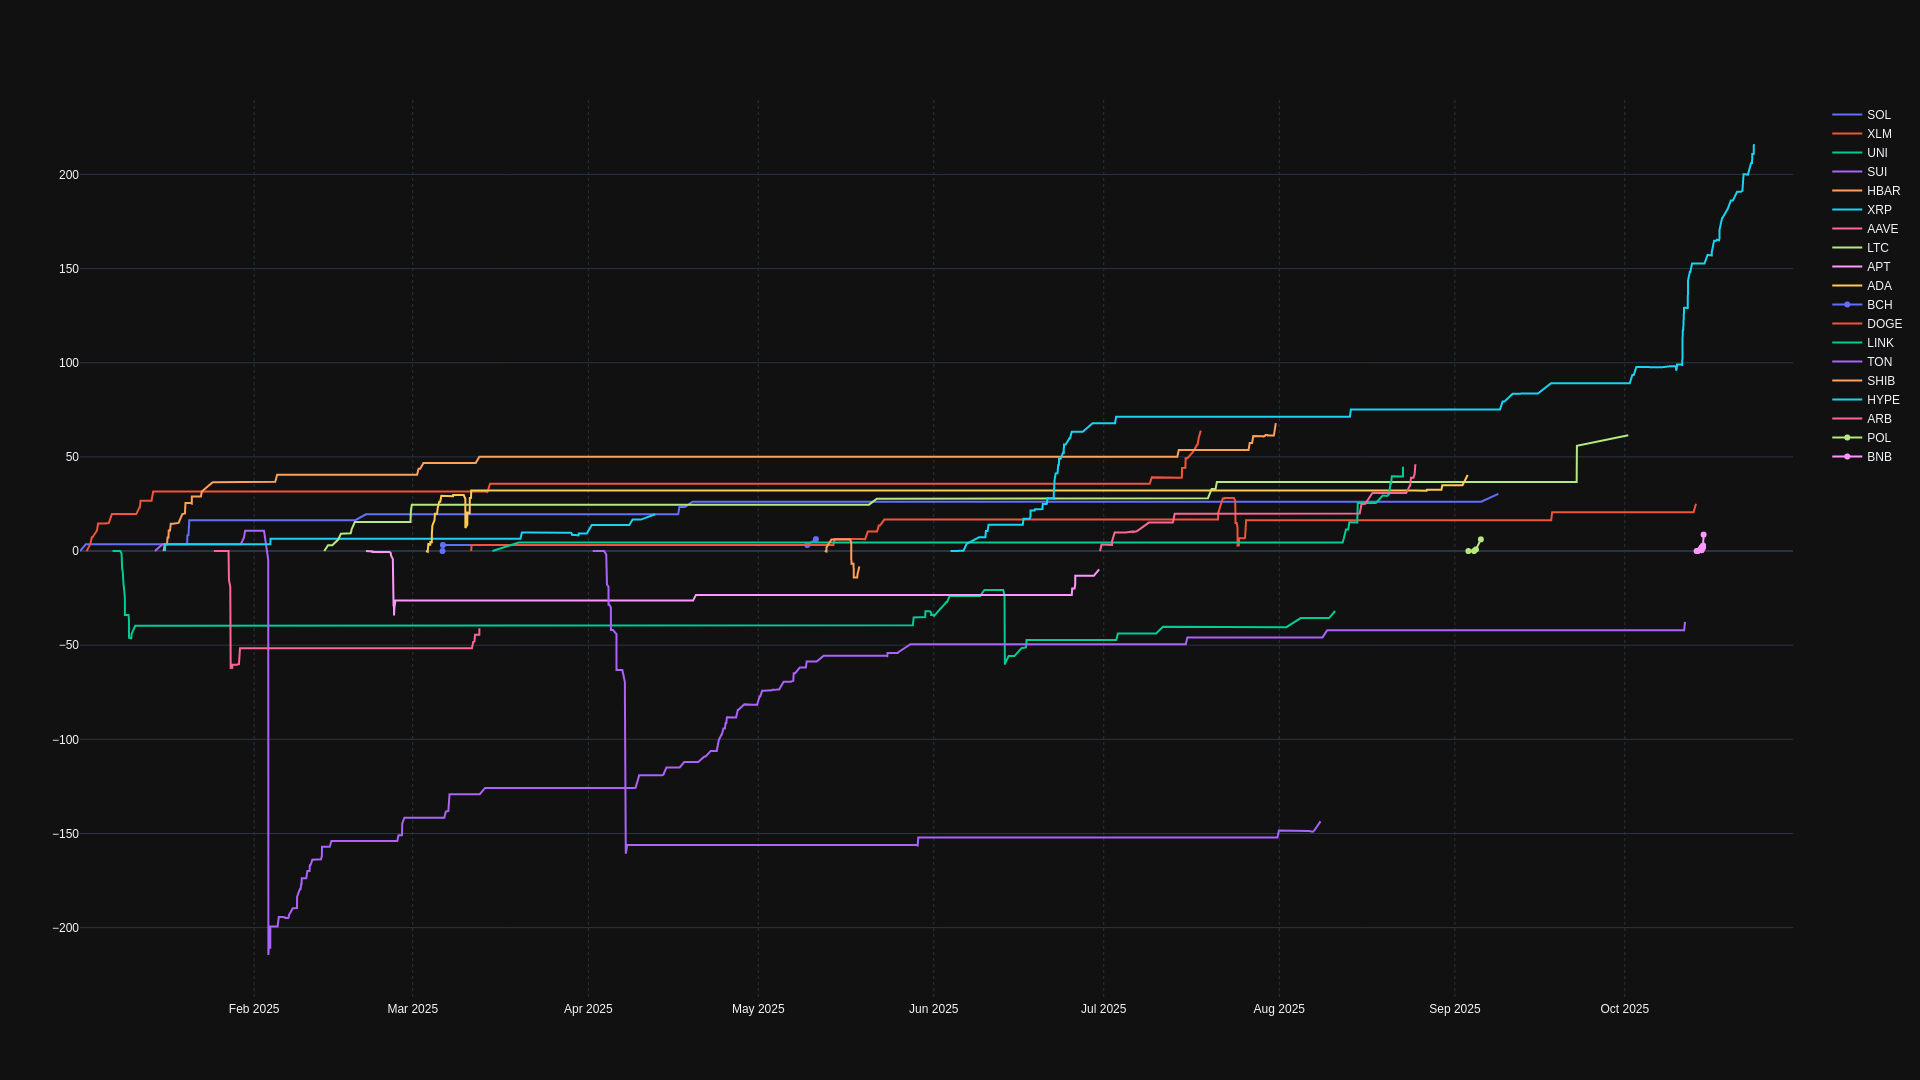 200
150
100
50
0
−50
−100
−150
−200
Feb 2025
Mar 2025
Apr 2025
May 2025
Jun 2025
Jul 2025
Aug 2025
Sep 2025
Oct 2025
SOL
XLM
UNI
SUI
HBAR
XRP
AAVE
LTC
APT
ADA
BCH
DOGE
LINK
TON
SHIB
HYPE
ARB
POL
BNB